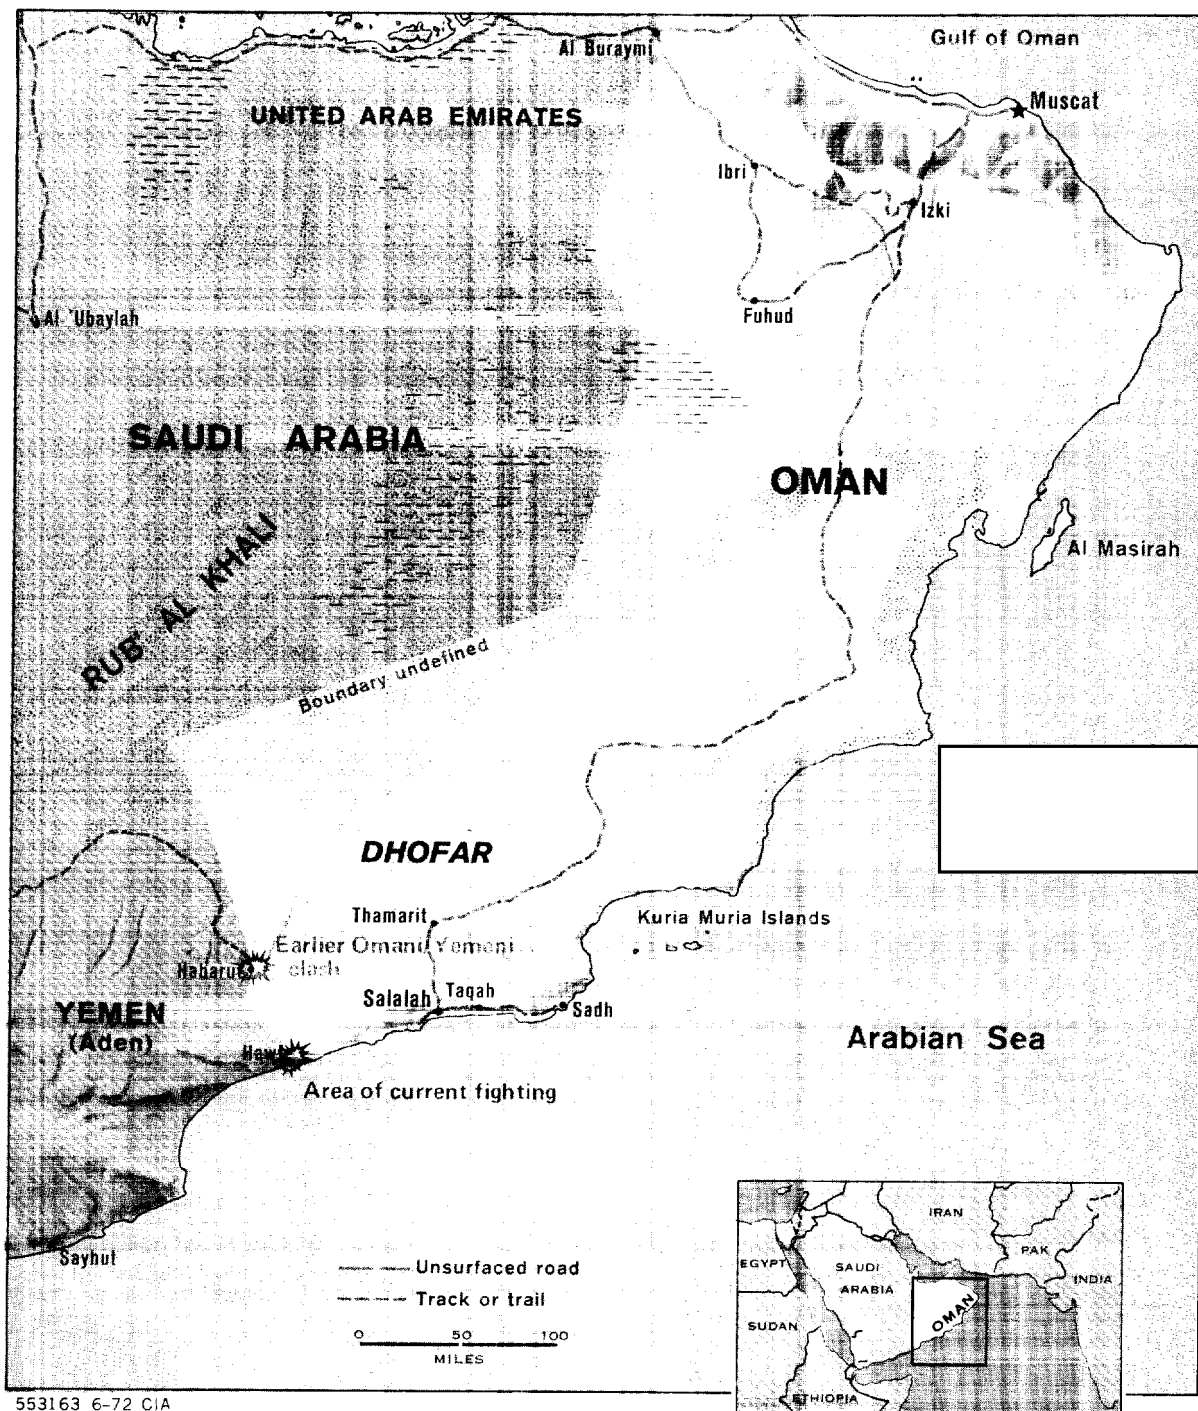 Gulf of Oman
Al Buraymi
Muscat
UNITED ARAB EMIRATES
Ibri
Izki
Al 'Ubaylah
Fuhud
SAUDI ARABIA
OMAN
RUB' AL KHALI
Al Masirah
Boundary undefined
DHOFAR
Thamarit
Kuria Muria Islands
Earlier Omani Yemeni
clash
Habarut
Salalah
Taqah
Sadh
YEMEN
(Aden)
Arabian Sea
Hawf
Area of current fighting
Sayhut
Unsurfaced road
Track or trail
0 50 100
MILES
IRAN
PAK
EGYPT
SAUDI
ARABIA
INDIA
OMAN
SUDAN
ETHIOPIA
553163 6-72 CIA